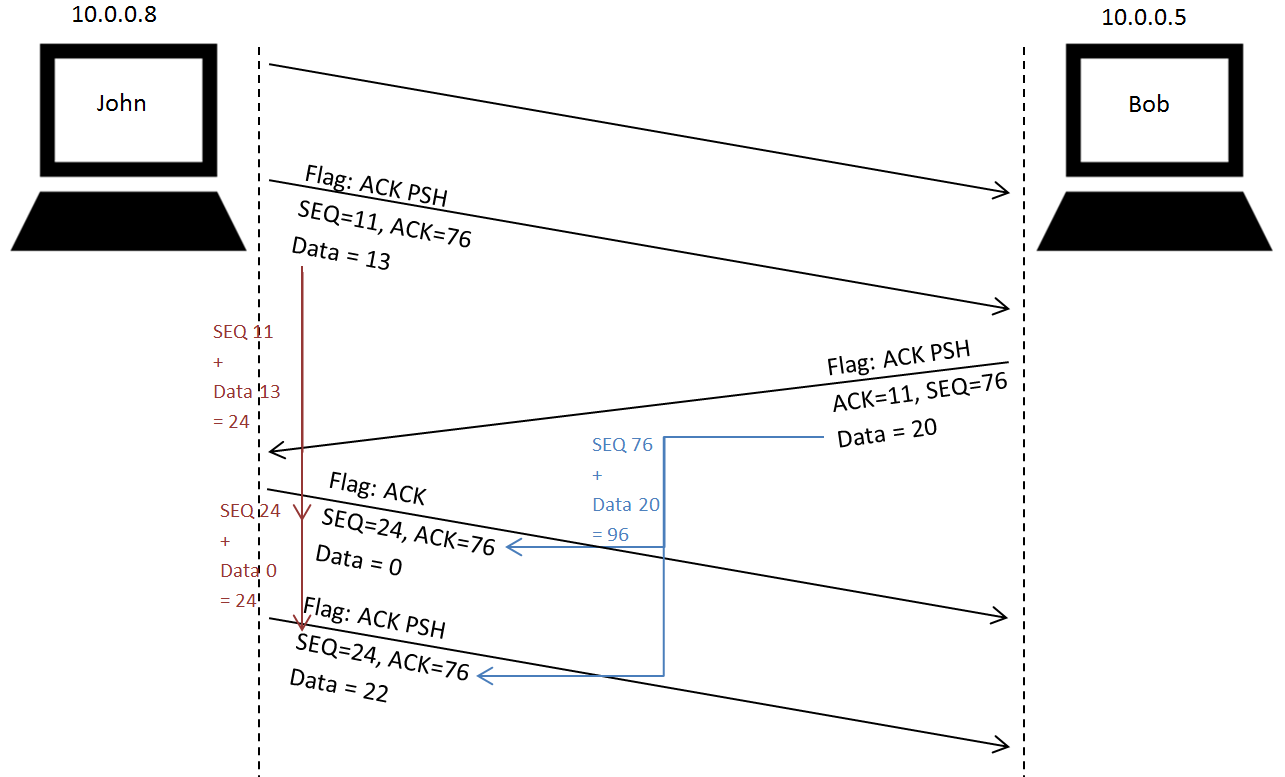 10.0.0.8
10.0.0.5
John
Bob
Flag: ACK PSH
SEQ=11, ACK=76
Data = 13
SEQ 11
+
Data 13
= 24
Flag: ACK PSH
ACK=11, SEQ=76
Data = 20
SEQ 76
+
Data 20
= 96
Flag: ACK
SEQ=24, ACK=76
Data = 0
SEQ 24
+
Data 0
= 24
Flag: ACK PSH
SEQ=24, ACK=76
Data = 22